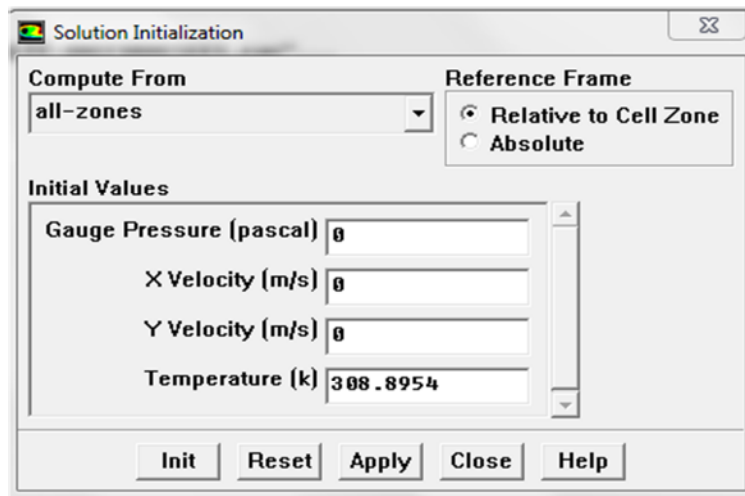 Solution Initialization
Compute From
all-zones
Reference Frame
Relative to Cell Zone
Absolute
Initial Values
Gauge Pressure (pascal) 0
X Velocity (m/s) 0
Y Velocity (m/s) 0
Temperature (k) 308.8954
Init Reset Apply Close Help